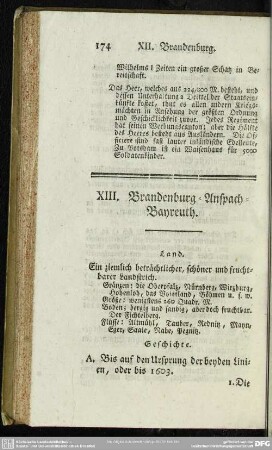 174 XII. Brandenburg.
Wilhelms I Zeiten ein großer Schatz in Be-
reitschaft.
Das Heer, welches aus 224,000 M. besteht, und
dessen Unterhaltung 2 Drittel der Staatsein-
künfte kostet, thut es allen andern Kriegs-
mächten in Ansehung der größten Ordnung
und Geschicklichkeit zuvor. Jedes Regiment
hat seinen Werbungscanton; aber die Hälfte
des Heeres besteht aus Ausländern. Die Of-
ficiers sind fast lauter inländische Edelleute.
Zu Potsdam ist ein Waisenhaus für 5000
Soldatenkinder.
XIII. Brandenburg-Anspach-
Bayreuth.
Land.
Ein ziemlich beträchtlicher, schöner und frucht-
barer Landstrich.
Gränzen: die Oberpfalz, Nürnberg, Wirzburg,
Hohenloh, das Voigtland, Böhmen u. s. w.
Größe: wenigstens 260 Quadr. M.
Boden: bergig und sandig, aber doch fruchtbar.
Der Fichtelberg.
Flüsse: Altmühl, Tauber, Rednitz, Mayn,
Eger, Saale, Nab, Pegnitz.
Geschichte.
A. Bis auf den Ursprung der beyden Lini-
en, oder bis 1603.
1. Die